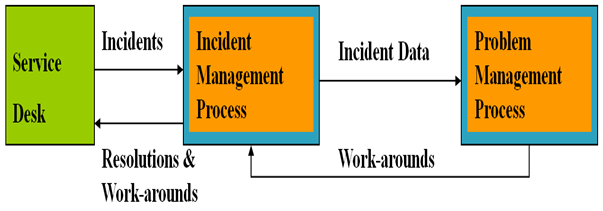 Service
Desk
Incidents
Resolutions &
Work-arounds
Incident
Management
Process
Incident Data
Work-arounds
Problem
Management
Process